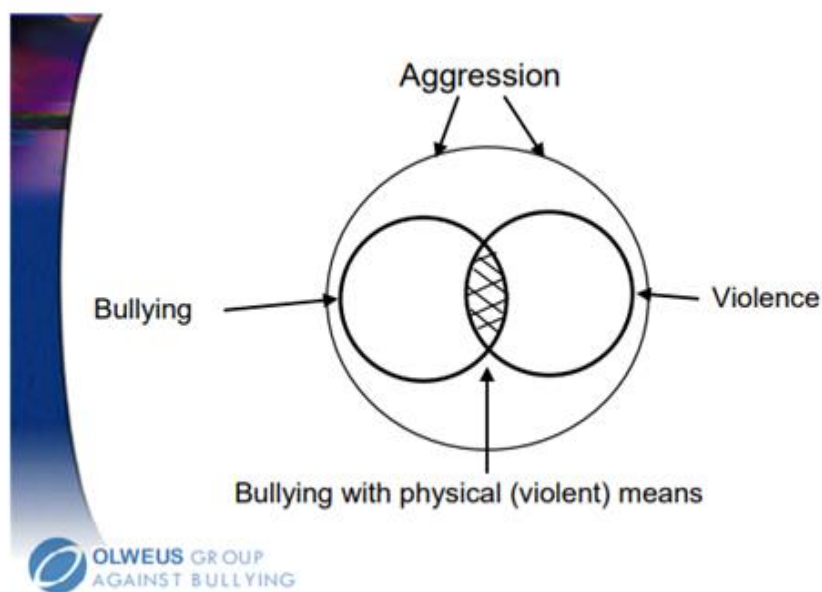 Aggression
Bullying
Violence
Bullying with physical (violent) means
OLWEUS GROUP
AGAINST BULLYING